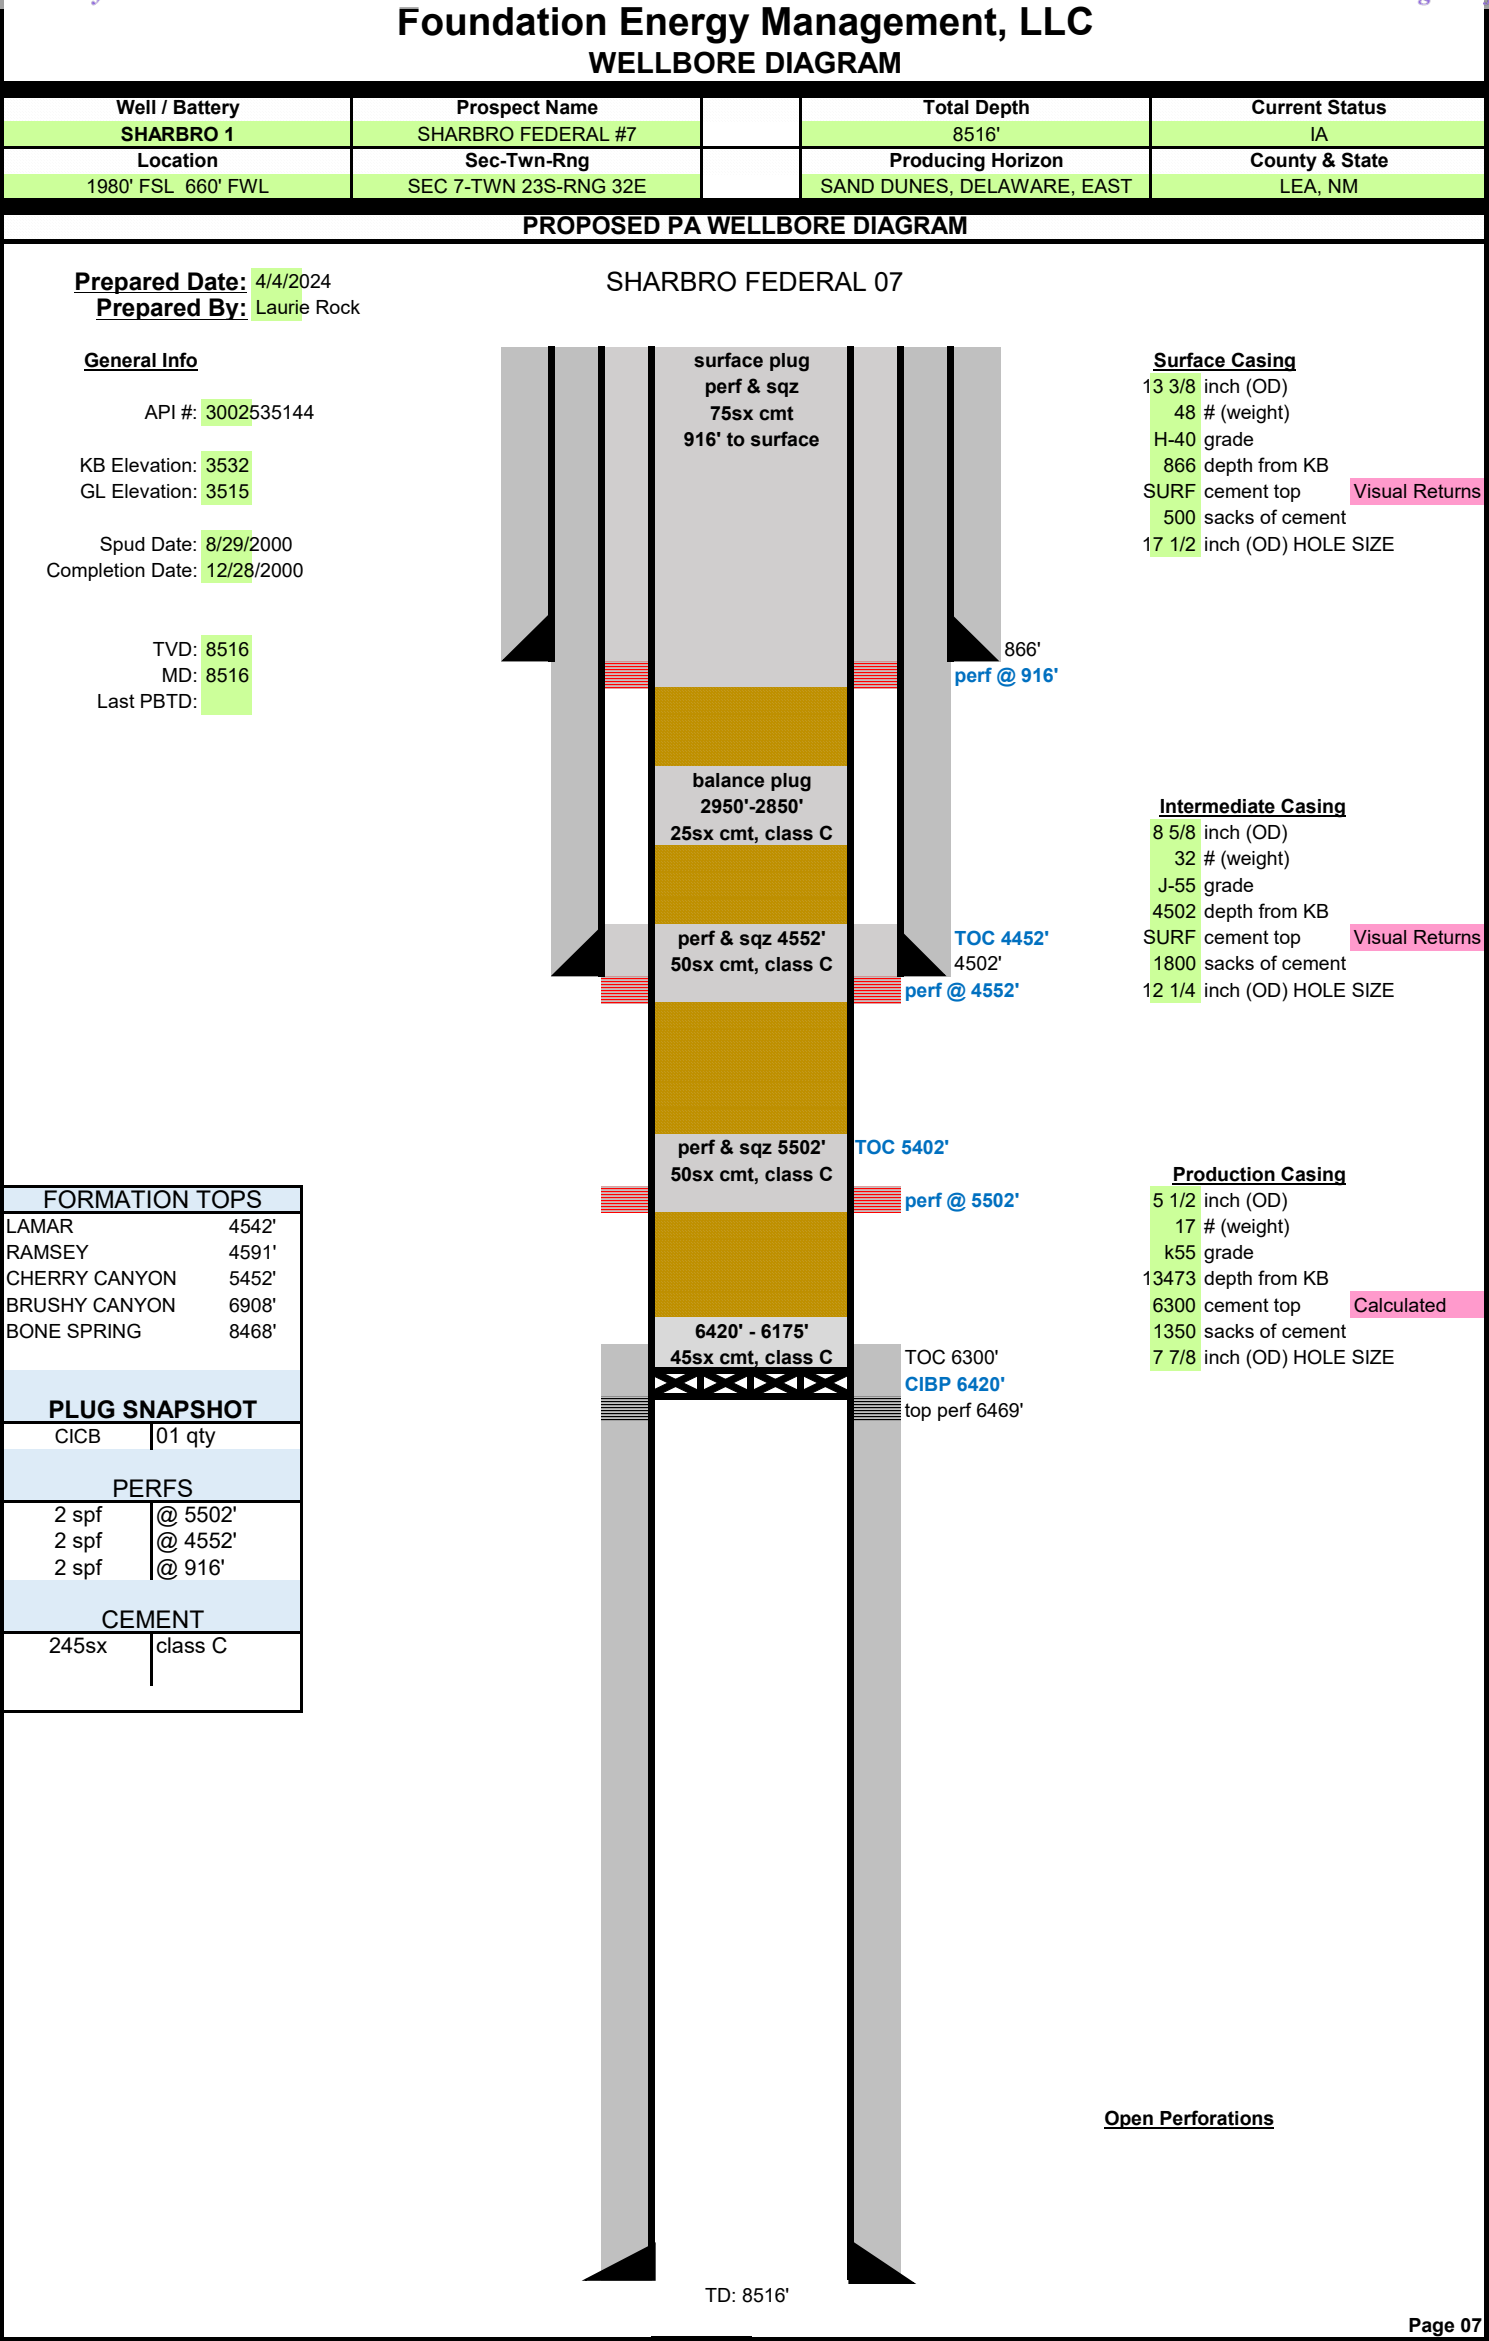 Foundation Energy Management, LLC
WELLBORE DIAGRAM
Well / Battery Prospect Name Total Depth Current Status
SHARBRO 1 SHARBRO FEDERAL #7 8516' IA
Location Sec-Twn-Rng Producing Horizon County & State
1980' FSL 660' FWL SEC 7-TWN 23S-RNG 32E SAND DUNES, DELAWARE, EAST LEA, NM
PROPOSED PA WELLBORE DIAGRAM
Prepared Date: 4/4/2024
Prepared By: Laurie Rock
SHARBRO FEDERAL 07
General Info
API #: 3002535144
KB Elevation: 3532
GL Elevation: 3515
Spud Date: 8/29/2000
Completion Date: 12/28/2000
TVD: 8516
MD: 8516
Last PBTD:
surface plug
perf & sqz
75sx cmt
916' to surface
866'
perf @ 916'
balance plug
2950'-2850'
25sx cmt, class C
perf & sqz 4552'
50sx cmt, class C
TOC 4452'
4502'
perf @ 4552'
perf & sqz 5502'
50sx cmt, class C
TOC 5402'
perf @ 5502'
6420' - 6175'
45sx cmt, class C
TOC 6300'
CIBP 6420'
top perf 6469'
TD: 8516'
Surface Casing
13 3/8 inch (OD)
48 # (weight)
H-40 grade
866 depth from KB
SURF cement top Visual Returns
500 sacks of cement
17 1/2 inch (OD) HOLE SIZE
Intermediate Casing
8 5/8 inch (OD)
32 # (weight)
J-55 grade
4502 depth from KB
SURF cement top Visual Returns
1800 sacks of cement
12 1/4 inch (OD) HOLE SIZE
Production Casing
5 1/2 inch (OD)
17 # (weight)
k55 grade
13473 depth from KB
6300 cement top Calculated
1350 sacks of cement
7 7/8 inch (OD) HOLE SIZE
FORMATION TOPS
LAMAR 4542'
RAMSEY 4591'
CHERRY CANYON 5452'
BRUSHY CANYON 6908'
BONE SPRING 8468'
PLUG SNAPSHOT
CICB 01 qty
PERFS
2 spf @ 5502'
2 spf @ 4552'
2 spf @ 916'
CEMENT
245sx class C
Open Perforations
Page 07